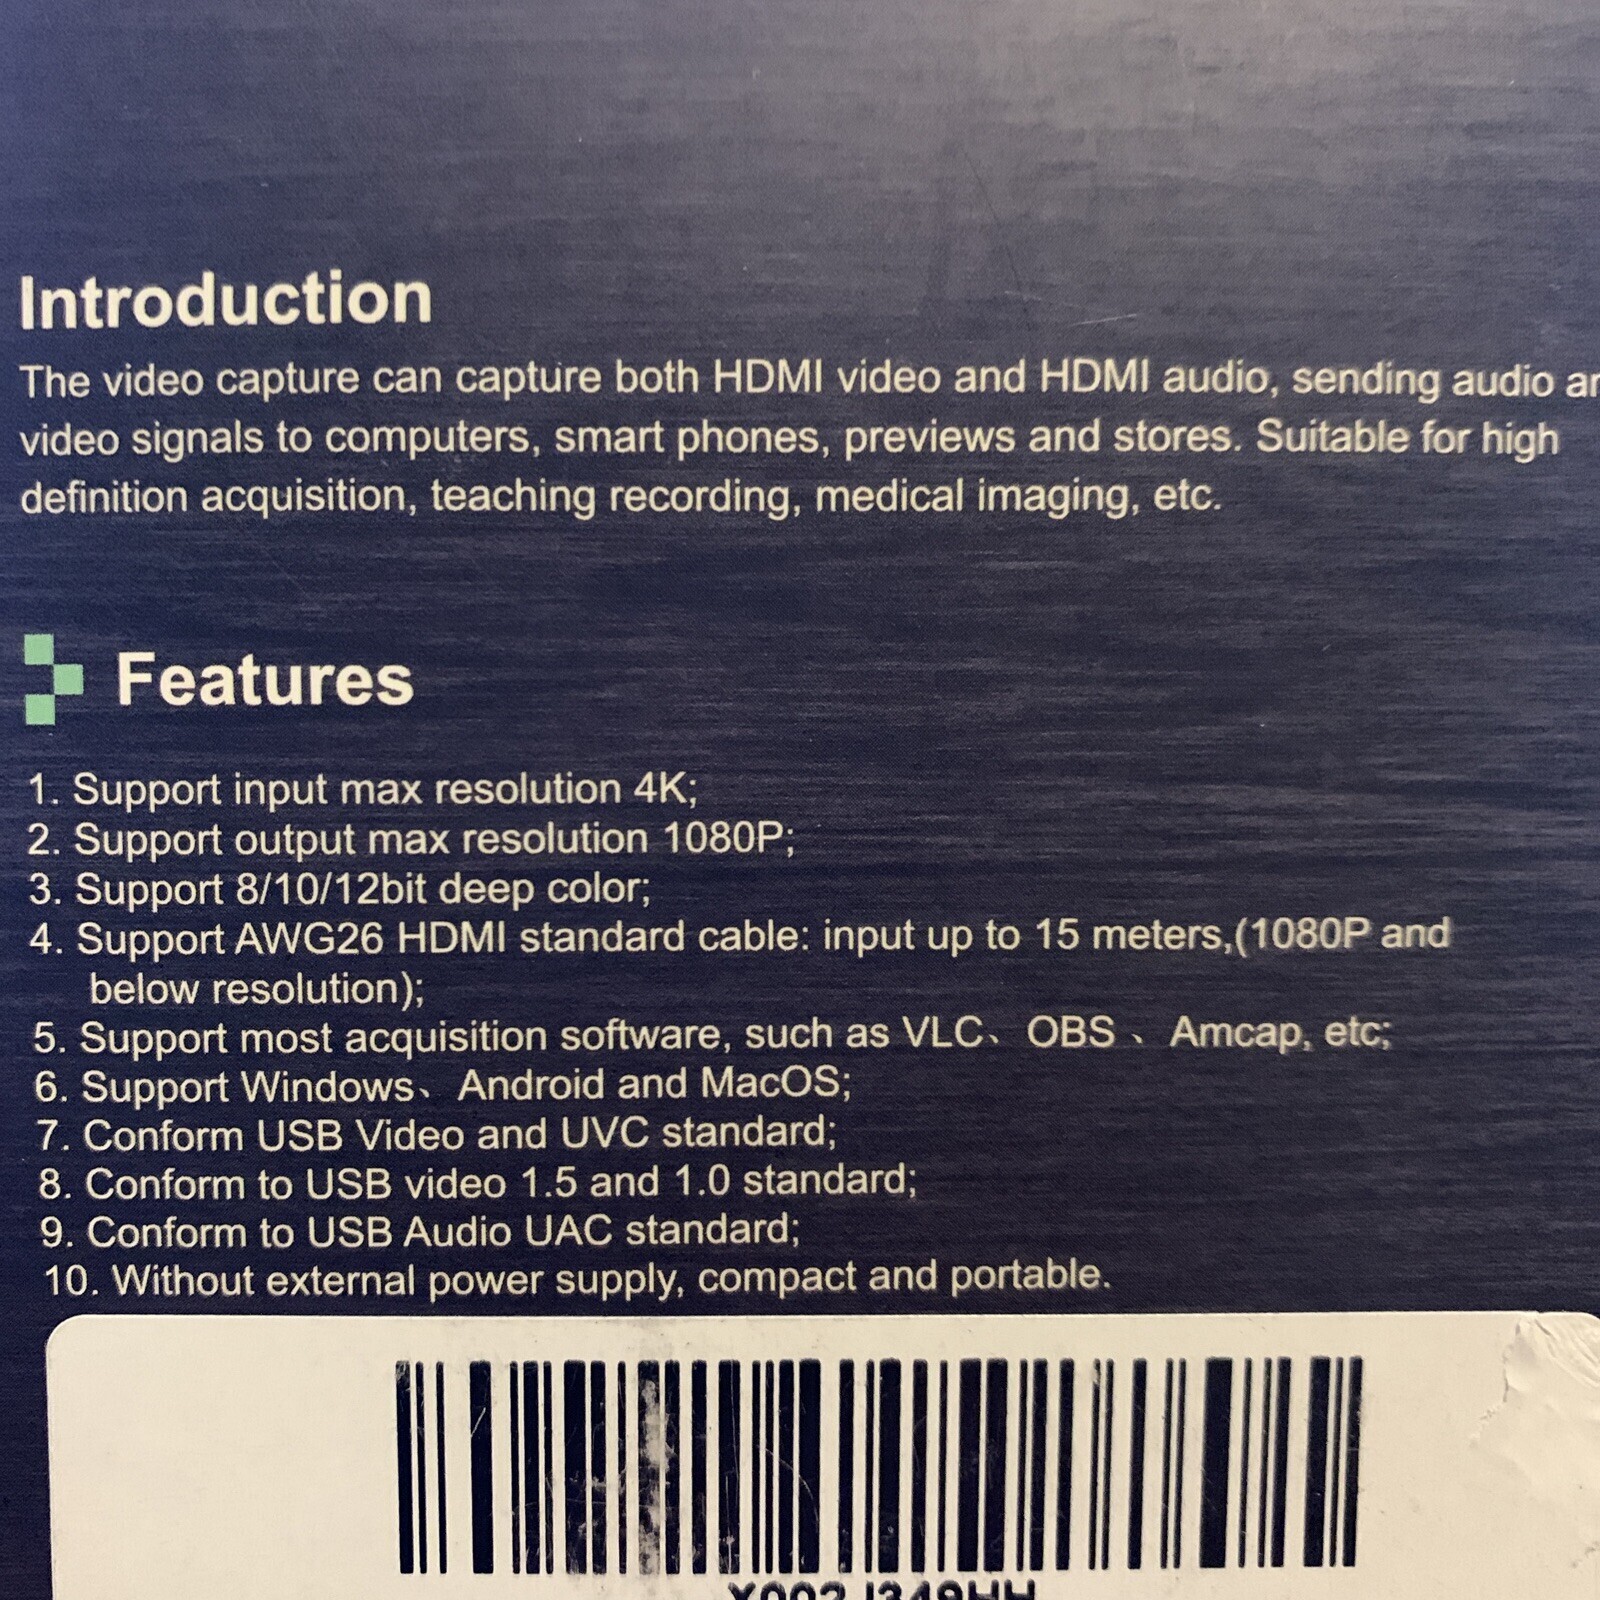 Introduction
The video capture can capture both HDMI video and HDMI audio, sending audio
video signals to computers, smart phones, previews and stores. Suitable for high
definition acquisition, teaching recording, medical imaging, etc.
Features
1. Support input max resolution 4K;
2. Support output max resolution 1080P;
3. Support 8/10/12bit deep color;
4. Support AWG26 HDMI standard cable: input up to 15 meters,(1080P and
below resolution);
5. Support most acquisition software, such as VLC、 OBS 、 Amcap, etc;
6. Support Windows、 Android and MacOS;
7. Conform USB Video and UVC standard;
8. Conform to USB video 1.5 and 1.0 standard;
9. Conform to USB Audio UAC standard;
10. Without external power supply, compact and portable.